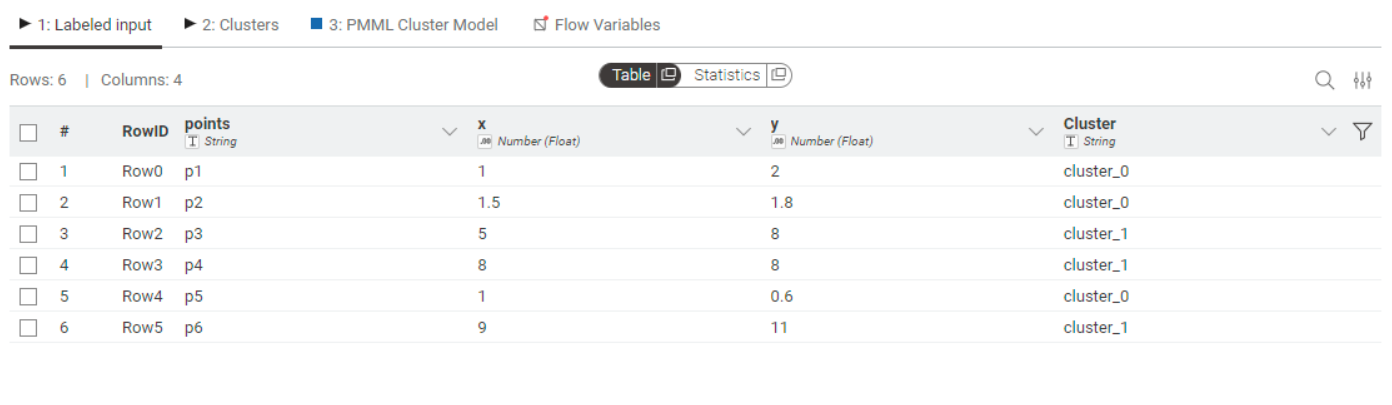 1: Labeled input 2: Clusters 3: PMML Cluster Model Flow Variables
Rows: 6 | Columns: 4 Table Statistics
# RowID points String x Number (Float) y Number (Float) Cluster String
1 Row0 p1 1 2 cluster_0
2 Row1 p2 1.5 1.8 cluster_0
3 Row2 p3 5 8 cluster_1
4 Row3 p4 8 8 cluster_1
5 Row4 p5 1 0.6 cluster_0
6 Row5 p6 9 11 cluster_1